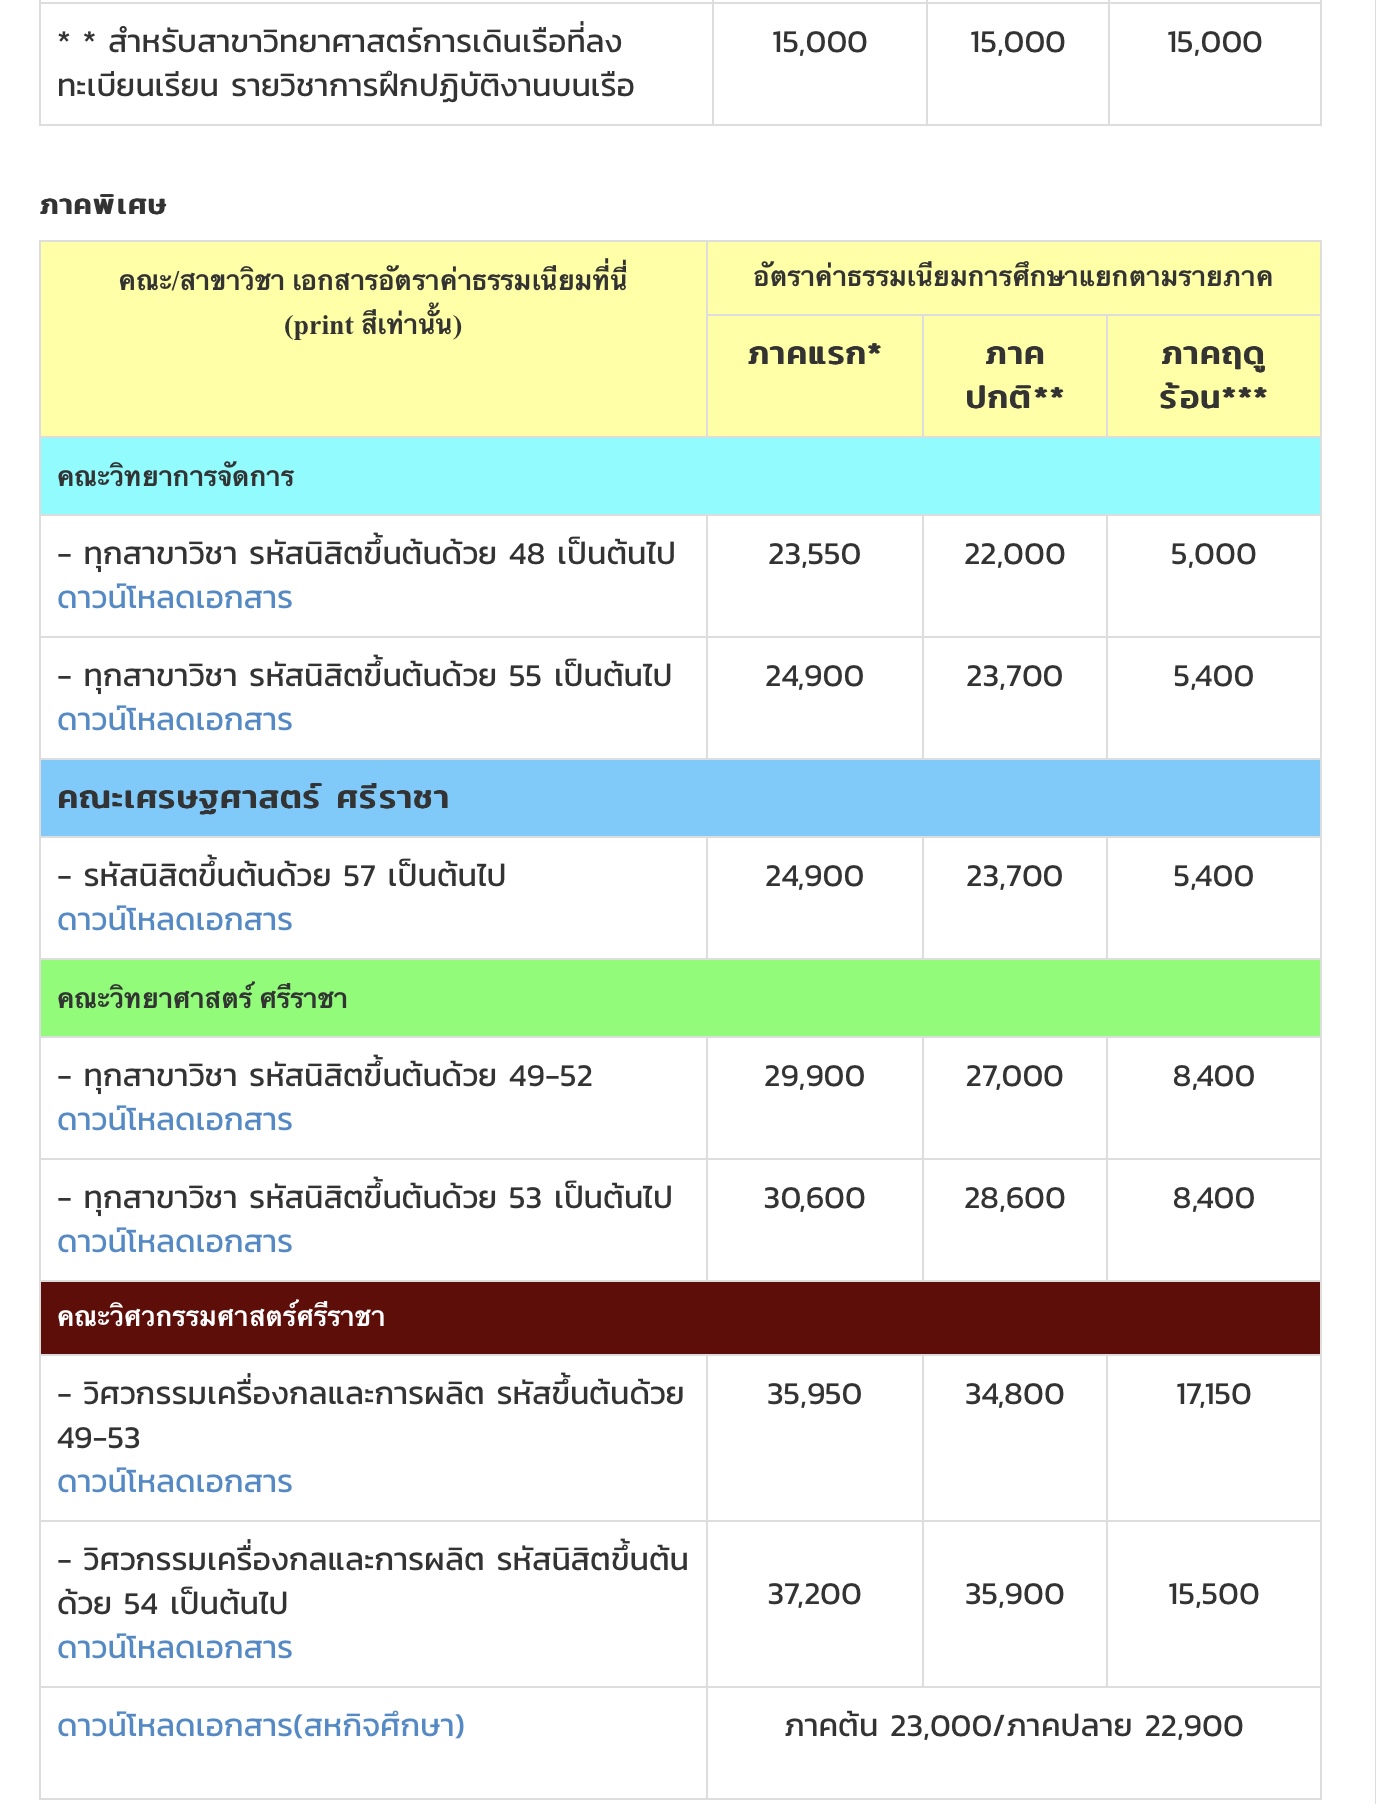 * * สำหรับสาขาวิทยาศาสตร์การเดินเรือที่ลง
ทะเบียนเรียน รายวิชาการฝึกปฏิบัติงานบนเรือ
15,000
15,000
15,000
ภาคพิเศษ
คณะ/สาขาวิชา เอกสารอัตราค่าธรรมเนียมที่นี่
(print สีเท่านั้น)
อัตราค่าธรรมเนียมการศึกษาแยกตามรายภาค
ภาคแรก*
ภาค
ปกติ**
ภาคฤดู
ร้อน***
คณะวิทยาการจัดการ
- ทุกสาขาวิชา รหัสนิสิตขึ้นต้นด้วย 48 เป็นต้นไป
ดาวน์โหลดเอกสาร
23,550
22,000
5,000
- ทุกสาขาวิชา รหัสนิสิตขึ้นต้นด้วย 55 เป็นต้นไป
ดาวน์โหลดเอกสาร
24,900
23,700
5,400
คณะเศรษฐศาสตร์ ศรีราชา
- รหัสนิสิตขึ้นต้นด้วย 57 เป็นต้นไป
ดาวน์โหลดเอกสาร
24,900
23,700
5,400
คณะวิทยาศาสตร์ ศรีราชา
- ทุกสาขาวิชา รหัสนิสิตขึ้นต้นด้วย 49-52
ดาวน์โหลดเอกสาร
29,900
27,000
8,400
- ทุกสาขาวิชา รหัสนิสิตขึ้นต้นด้วย 53 เป็นต้นไป
ดาวน์โหลดเอกสาร
30,600
28,600
8,400
คณะวิศวกรรมศาสตร์ศรีราชา
- วิศวกรรมเครื่องกลและการผลิต รหัสขึ้นต้นด้วย
49-53
ดาวน์โหลดเอกสาร
35,950
34,800
17,150
- วิศวกรรมเครื่องกลและการผลิต รหัสนิสิตขึ้นต้น
ด้วย 54 เป็นต้นไป
ดาวน์โหลดเอกสาร
37,200
35,900
15,500
ดาวน์โหลดเอกสาร(สหกิจศึกษา)
ภาคต้น 23,000/ภาคปลาย 22,900